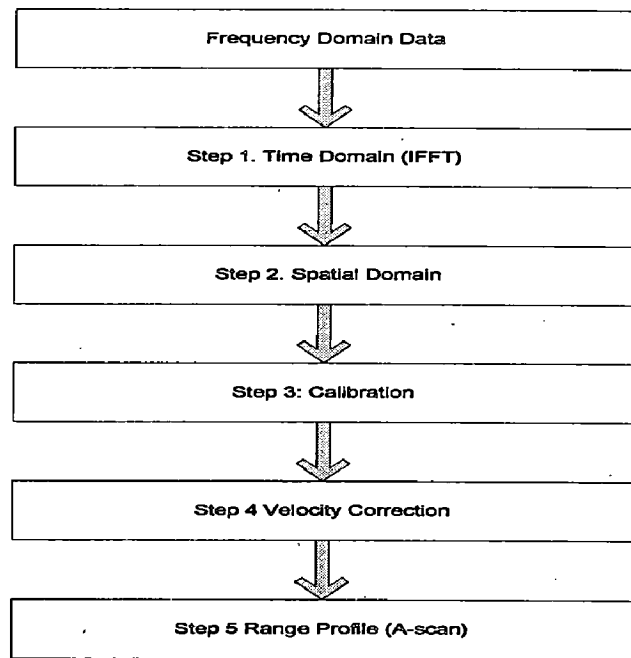 Frequency Domain Data
Step 1. Time Domain (IFFT)
Step 2. Spatial Domain
Step 3: Calibration
Step 4 Velocity Correction
Step 5 Range Profile (A-scan)